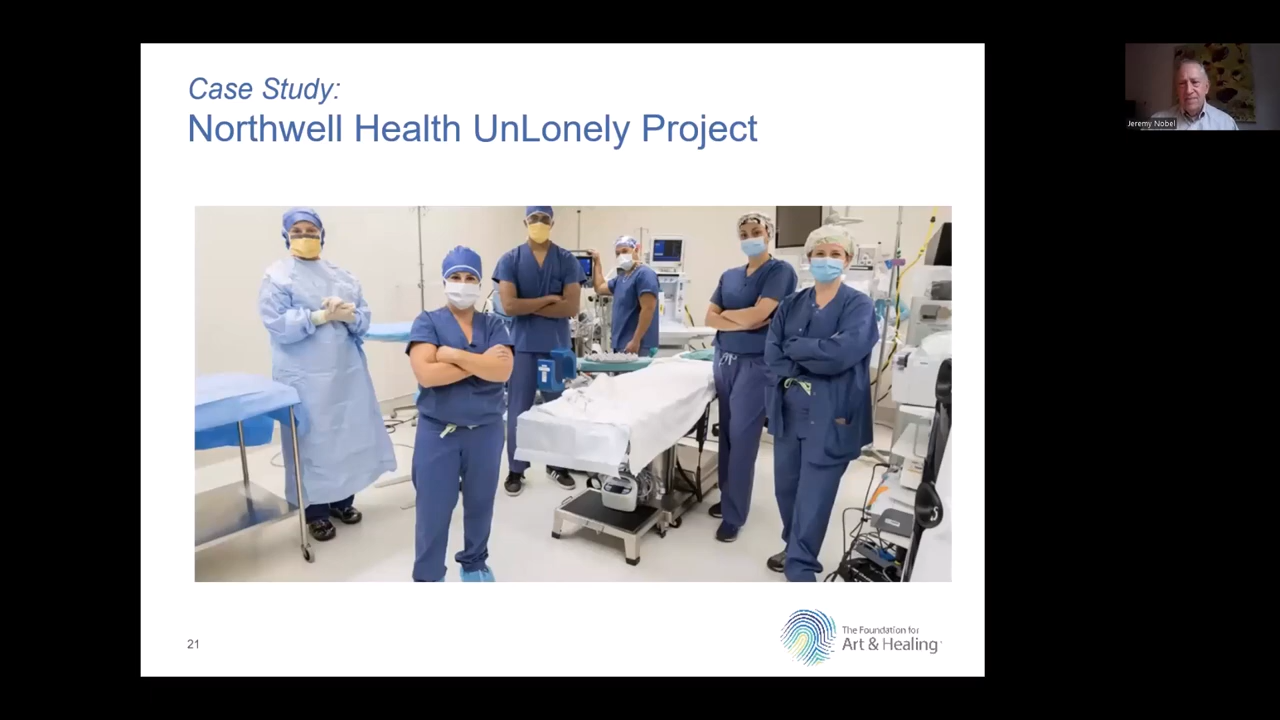 Case Study:
Northwell Health UnLonely Project
Jeremy Nobel
21
The Foundation for
Art & Healing